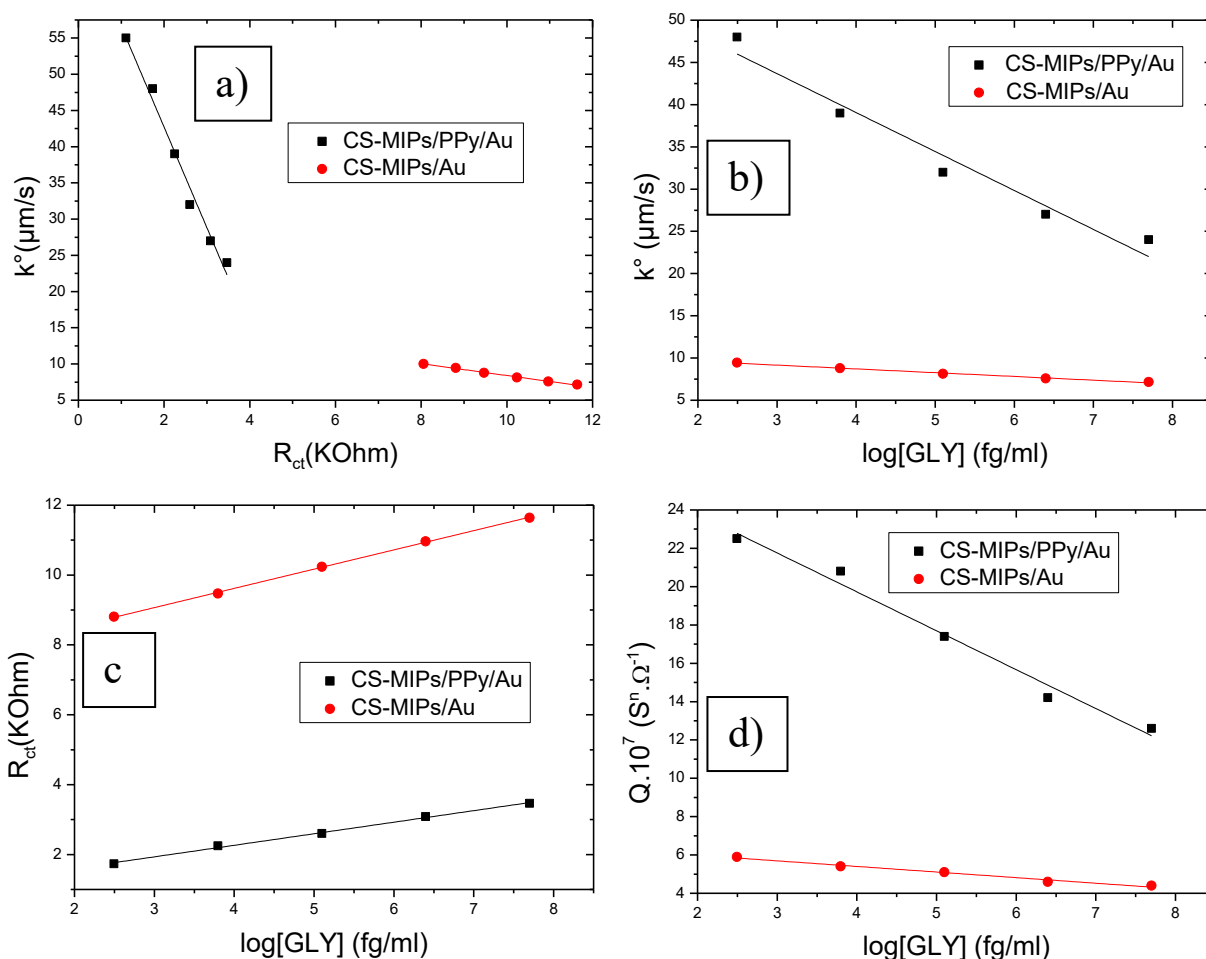 a)
CS-MIPs/PPy/Au
CS-MIPs/Au
55
50
45
40
35
30
25
20
15
10
5
k°(μm/s)
0 2 4 6 8 10 12
R_ct(KOhm)
b)
CS-MIPs/PPy/Au
CS-MIPs/Au
50
45
40
35
30
25
20
15
10
5
k° (μm/s)
2 3 4 5 6 7 8
log[GLY] (fg/ml)
c
CS-MIPs/PPy/Au
CS-MIPs/Au
12
10
8
6
4
2
R_ct(KOhm)
2 3 4 5 6 7 8
log[GLY] (fg/ml)
d)
CS-MIPs/PPy/Au
CS-MIPs/Au
24
22
20
18
16
14
12
10
8
6
4
Q.10⁷ (Sⁿ.Ω⁻¹)
2 3 4 5 6 7 8
log[GLY] (fg/ml)